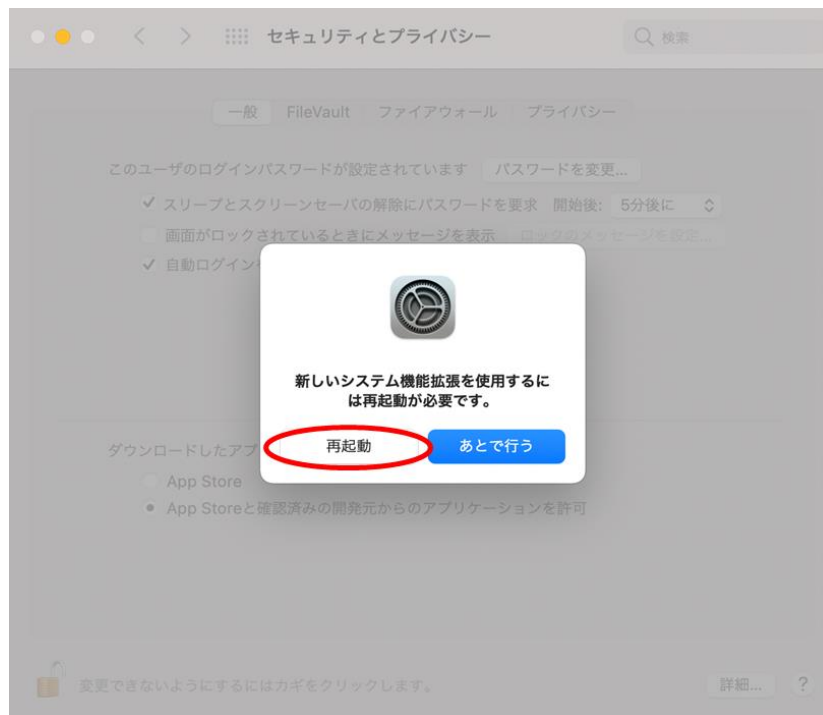 セキュリティとプライバシー
検索
一般 FileVault ファイアウォール プライバシー
このユーザのログインパスワードが設定されています パスワードを変更...
スリープとスクリーンセーバの解除にパスワードを要求 開始後: 5分後に
画面がロックされているときにメッセージを表示 ロックのメッセージを設定...
自動ログイン
新しいシステム機能拡張を使用するに
は再起動が必要です。
再起動 あとで行う
ダウンロードしたアプ
App Store
App Storeと確認済みの開発元からのアプリケーションを許可
変更できないようにするにはカギをクリックします。
詳細... ?